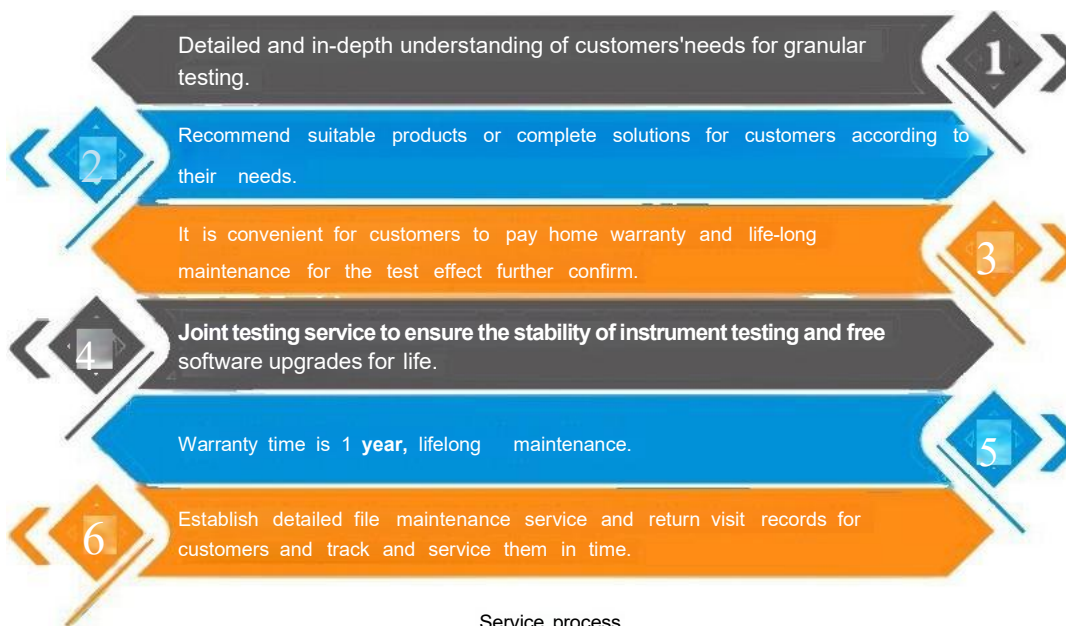 Detailed and in-depth understanding of customers'needs for granular
testing.
1
Recommend suitable products or complete solutions for customers according to
their needs.
2
It is convenient for customers to pay home warranty and life-long
maintenance for the test effect further confirm.
3
Joint testing service to ensure the stability of instrument testing and free
software upgrades for life.
4
Warranty time is 1 year, lifelong maintenance.
5
Establish detailed file maintenance service and return visit records for
customers and track and service them in time.
6
Service process